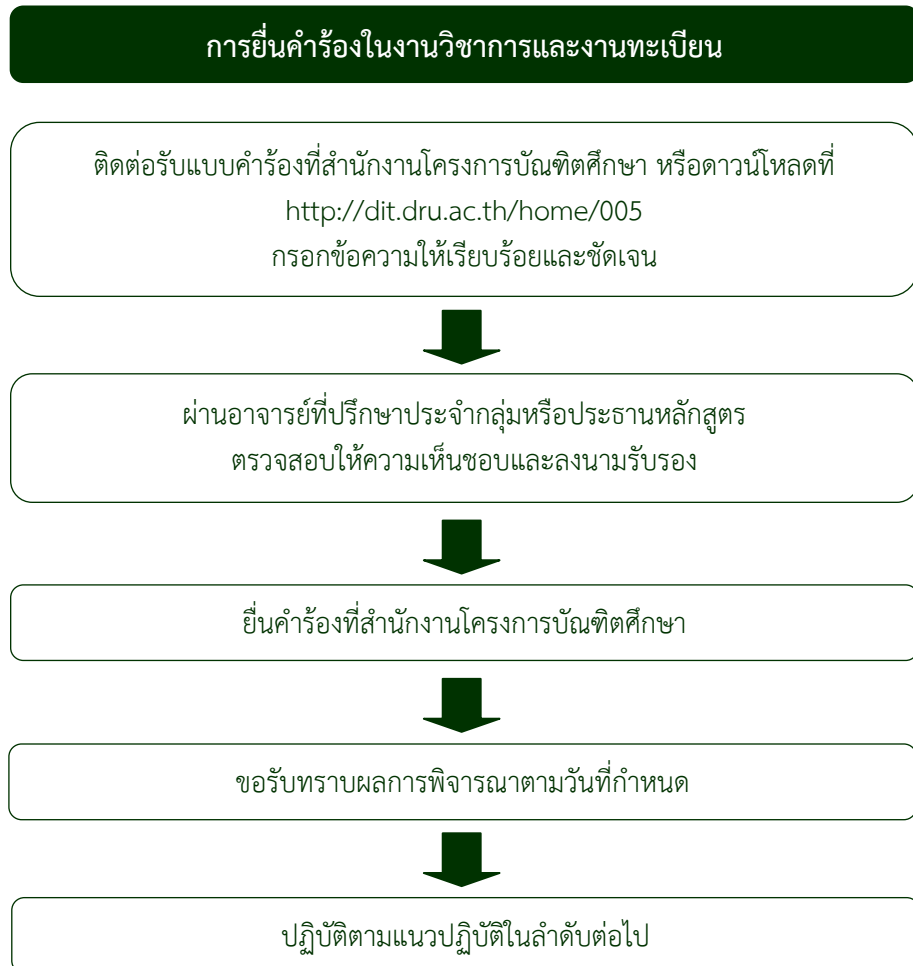 การยื่นคำร้องในงานวิชาการและงานทะเบียน
ติดต่อรับแบบคำร้องที่สำนักงานโครงการบัณฑิตศึกษา หรือดาวน์โหลดที่
http://dit.dru.ac.th/home/005
กรอกข้อความให้เรียบร้อยและชัดเจน
ผ่านอาจารย์ที่ปรึกษาประจำกลุ่มหรือประธานหลักสูตร
ตรวจสอบให้ความเห็นชอบและลงนามรับรอง
ยื่นคำร้องที่สำนักงานโครงการบัณฑิตศึกษา
ขอรับทราบผลการพิจารณาตามวันที่กำหนด
ปฏิบัติตามแนวปฏิบัติในลำดับต่อไป